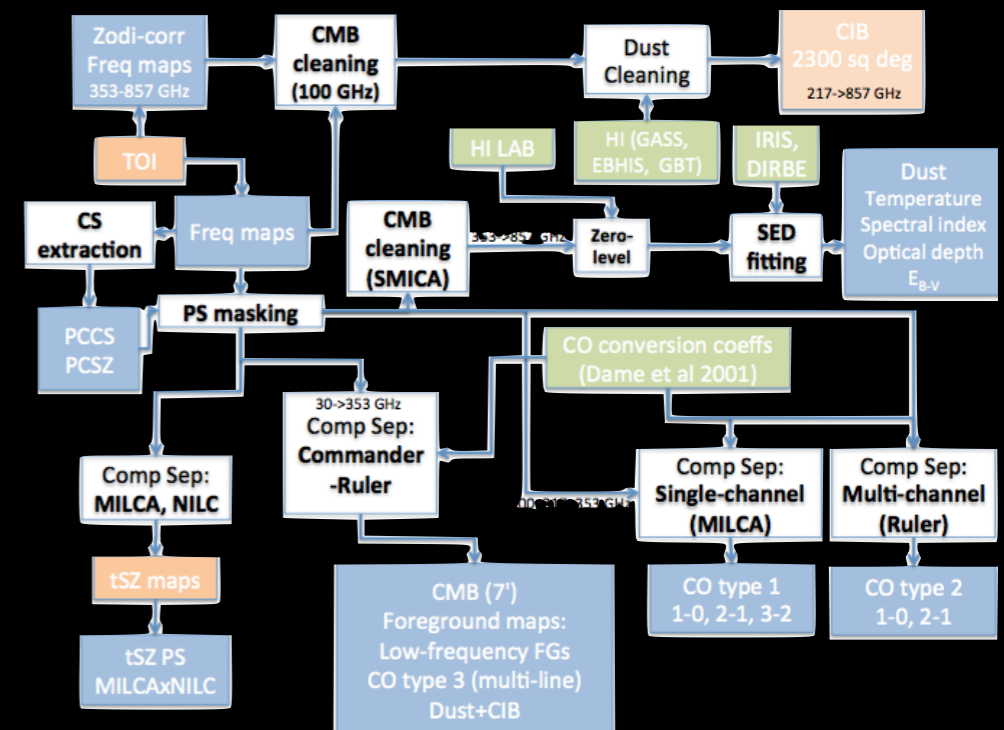 Zodi-corr
Freq maps
353-857 GHz
CMB
cleaning
(100 GHz)
Dust
Cleaning
CIB
2300 sq deg
217->857 GHz
TOI
HI LAB
HI (GASS,
EBHIS, GBT)
IRIS,
DIRBE
Dust
Temperature
Spectral index
Optical depth
E_B-V
CS
extraction
Freq maps
CMB
cleaning
(SMICA)
353->857 GHz
Zero-
level
SED
fitting
PCCS
PCSZ
PS masking
CO conversion coeffs
(Dame et al 2001)
30->353 GHz
Comp Sep:
Commander
-Ruler
Comp Sep:
MILCA, NILC
Comp Sep:
Single-channel
(MILCA)
Comp Sep:
Multi-channel
(Ruler)
tSZ maps
tSZ PS
MILCAxNILC
CMB (7')
Foreground maps:
Low-frequency FGs
CO type 3 (multi-line)
Dust+CIB
CO type 1
1-0, 2-1, 3-2
CO type 2
1-0, 2-1